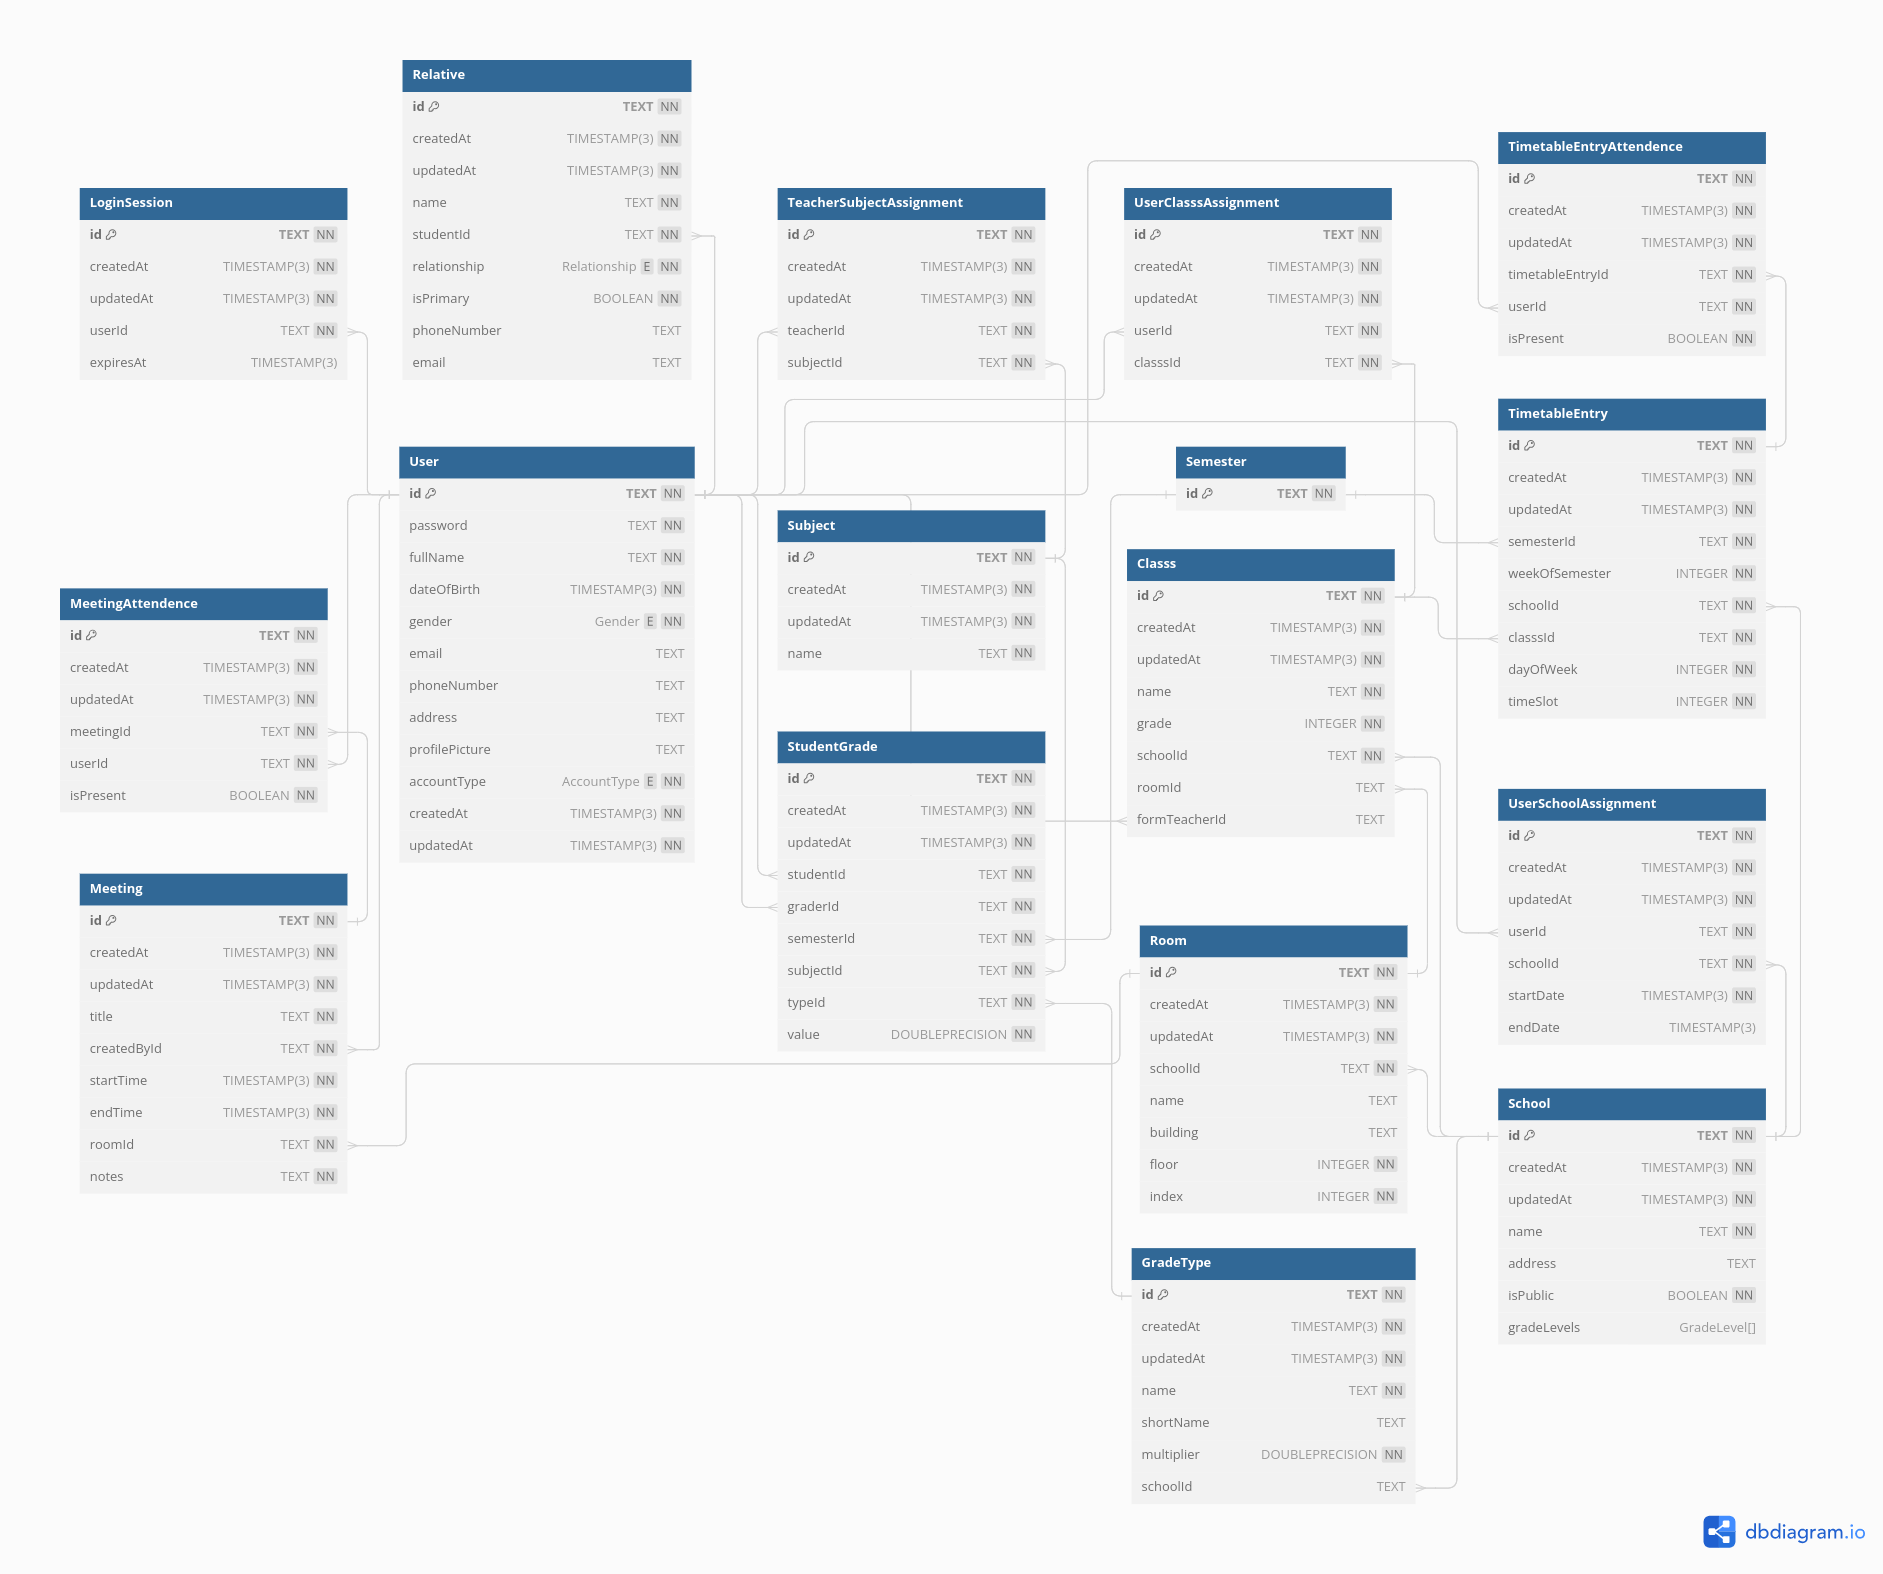 Relative
id TEXT NN
createdAt TIMESTAMP(3) NN
updatedAt TIMESTAMP(3) NN
name TEXT NN
studentId TEXT NN
relationship Relationship E NN
isPrimary BOOLEAN NN
phoneNumber TEXT
email TEXT
LoginSession
id TEXT NN
createdAt TIMESTAMP(3) NN
updatedAt TIMESTAMP(3) NN
userId TEXT NN
expiresAt TIMESTAMP(3)
TeacherSubjectAssignment
id TEXT NN
createdAt TIMESTAMP(3) NN
updatedAt TIMESTAMP(3) NN
teacherId TEXT NN
subjectId TEXT NN
UserClasssAssignment
id TEXT NN
createdAt TIMESTAMP(3) NN
updatedAt TIMESTAMP(3) NN
userId TEXT NN
classsId TEXT NN
TimetableEntryAttendence
id TEXT NN
createdAt TIMESTAMP(3) NN
updatedAt TIMESTAMP(3) NN
timetableEntryId TEXT NN
userId TEXT NN
isPresent BOOLEAN NN
TimetableEntry
id TEXT NN
createdAt TIMESTAMP(3) NN
updatedAt TIMESTAMP(3) NN
semesterId TEXT NN
weekOfSemester INTEGER NN
schoolId TEXT NN
classsId TEXT NN
dayOfWeek INTEGER NN
timeSlot INTEGER NN
User
id TEXT NN
password TEXT NN
fullName TEXT NN
dateOfBirth TIMESTAMP(3) NN
gender Gender E NN
email TEXT
phoneNumber TEXT
address TEXT
profilePicture TEXT
accountType AccountType E NN
createdAt TIMESTAMP(3) NN
updatedAt TIMESTAMP(3) NN
Semester
id TEXT NN
Subject
id TEXT NN
createdAt TIMESTAMP(3) NN
updatedAt TIMESTAMP(3) NN
name TEXT NN
Classs
id TEXT NN
createdAt TIMESTAMP(3) NN
updatedAt TIMESTAMP(3) NN
name TEXT NN
grade INTEGER NN
schoolId TEXT NN
roomId TEXT
formTeacherId TEXT
MeetingAttendence
id TEXT NN
createdAt TIMESTAMP(3) NN
updatedAt TIMESTAMP(3) NN
meetingId TEXT NN
userId TEXT NN
isPresent BOOLEAN NN
StudentGrade
id TEXT NN
createdAt TIMESTAMP(3) NN
updatedAt TIMESTAMP(3) NN
studentId TEXT NN
graderId TEXT NN
semesterId TEXT NN
subjectId TEXT NN
typeId TEXT NN
value DOUBLEPRECISION NN
UserSchoolAssignment
id TEXT NN
createdAt TIMESTAMP(3) NN
updatedAt TIMESTAMP(3) NN
userId TEXT NN
schoolId TEXT NN
startDate TIMESTAMP(3) NN
endDate TIMESTAMP(3)
Meeting
id TEXT NN
createdAt TIMESTAMP(3) NN
updatedAt TIMESTAMP(3) NN
title TEXT NN
createdById TEXT NN
startTime TIMESTAMP(3) NN
endTime TIMESTAMP(3) NN
roomId TEXT NN
notes TEXT NN
Room
id TEXT NN
createdAt TIMESTAMP(3) NN
updatedAt TIMESTAMP(3) NN
schoolId TEXT NN
name TEXT
building TEXT
floor INTEGER NN
index INTEGER NN
School
id TEXT NN
createdAt TIMESTAMP(3) NN
updatedAt TIMESTAMP(3) NN
name TEXT NN
address TEXT
isPublic BOOLEAN NN
gradeLevels GradeLevel[]
GradeType
id TEXT NN
createdAt TIMESTAMP(3) NN
updatedAt TIMESTAMP(3) NN
name TEXT NN
shortName TEXT
multiplier DOUBLEPRECISION NN
schoolId TEXT
dbdiagram.io